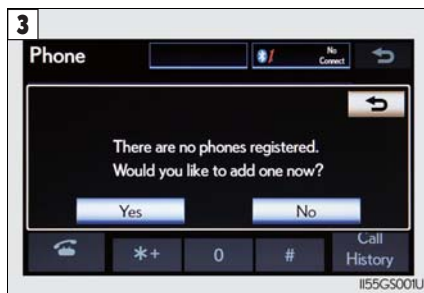 3
Phone
No
Connect
There are no phones registered.
Would you like to add one now?
Yes No
*+ 0 #
Call
History
II55GS001U